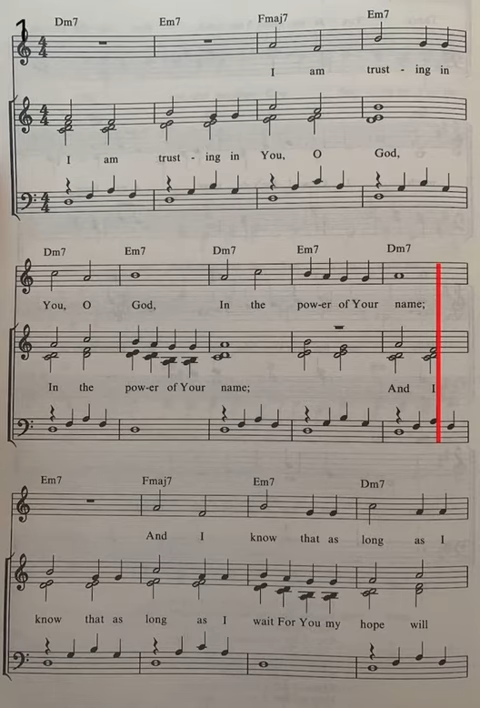 Dm7 Em7 Fmaj7 Em7
I am trust - ing in
I am trust - ing in You, O God,
Dm7 Em7 Dm7 Em7 Dm7
You, O God, In the pow-er of Your name;
In the pow-er of Your name; And I
Em7 Fmaj7 Em7 Dm7
And I know that as long as I
know that as long as I wait For You my hope will